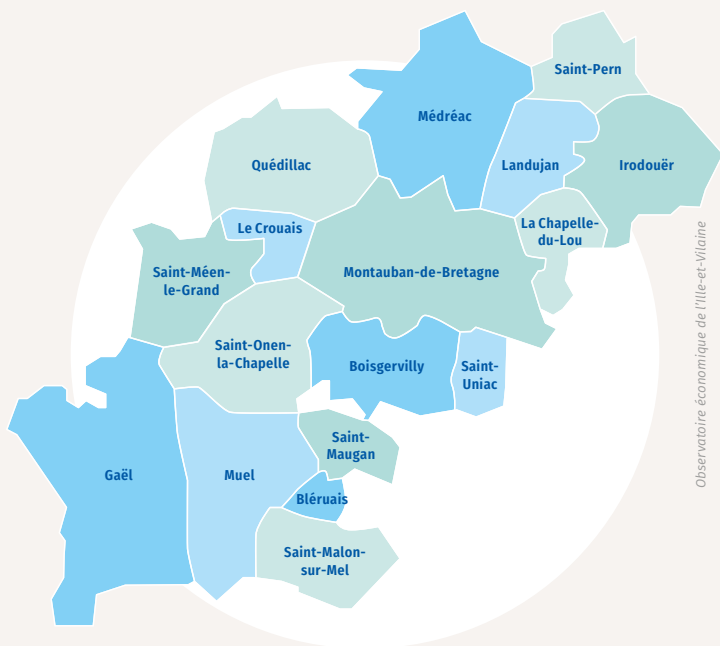 Saint-Pern
Médréac
Quédillac
Landujan
Irodouër
Le Crouais
La Chapelle-
du-Lou
Saint-Méen-
le-Grand
Montauban-de-Bretagne
Saint-Onen-
la-Chapelle
Boisgervilly
Saint-
Uniac
Saint-
Maugan
Gaël
Muel
Bléruais
Saint-Malon-
sur-Mel
Observatoire économique de l'Ille-et-Vilaine